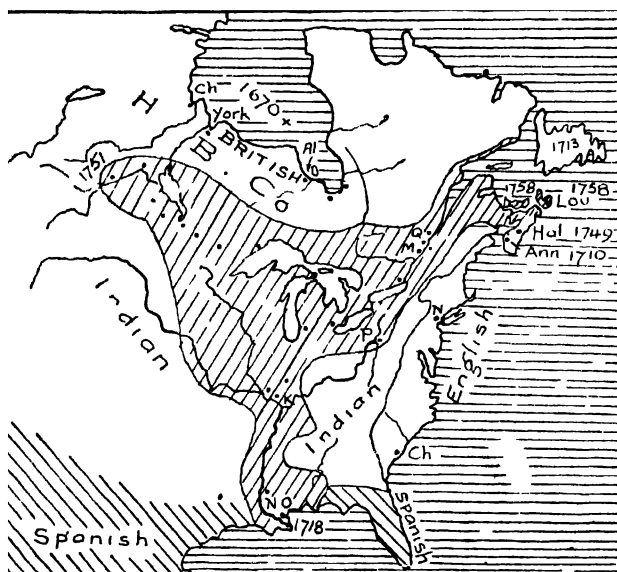 Ch
1670
H
York
BRITISH
B
Al
Co
1751
1713
1758 1758
Lou
Q
M
Hal 1749
Ann 1710
Indian
P
N
English
K
Indian
Ch
N O
1718
Spanish
Spanish